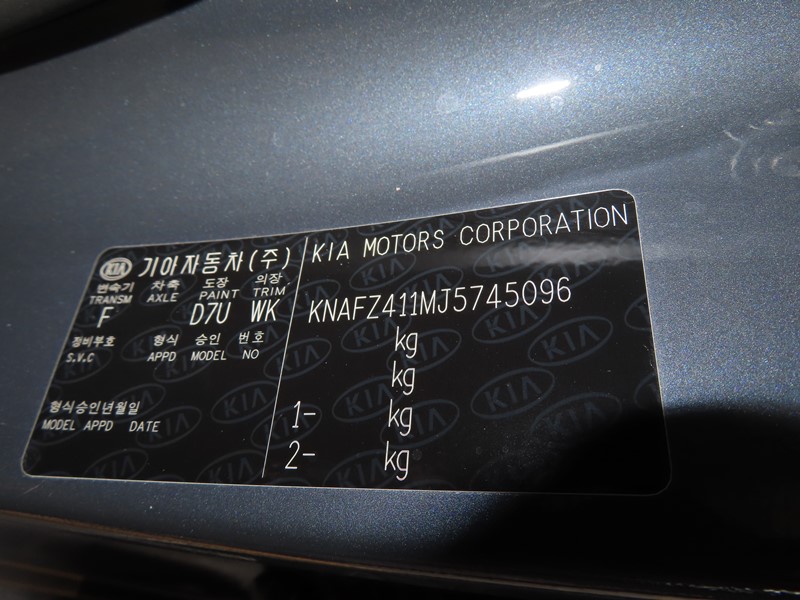 KIA 기아자동차(주)
변속기 차축 도장 의장
TRANSM AXLE PAINT TRIM
F D7U WK
정비부호 형식 승인 번호
S.V.C APPD MODEL NO
형식승인년월일
MODEL APPD DATE
KIA MOTORS CORPORATION
KNAFZ411MJ5745096
kg
kg
1- kg
2- kg